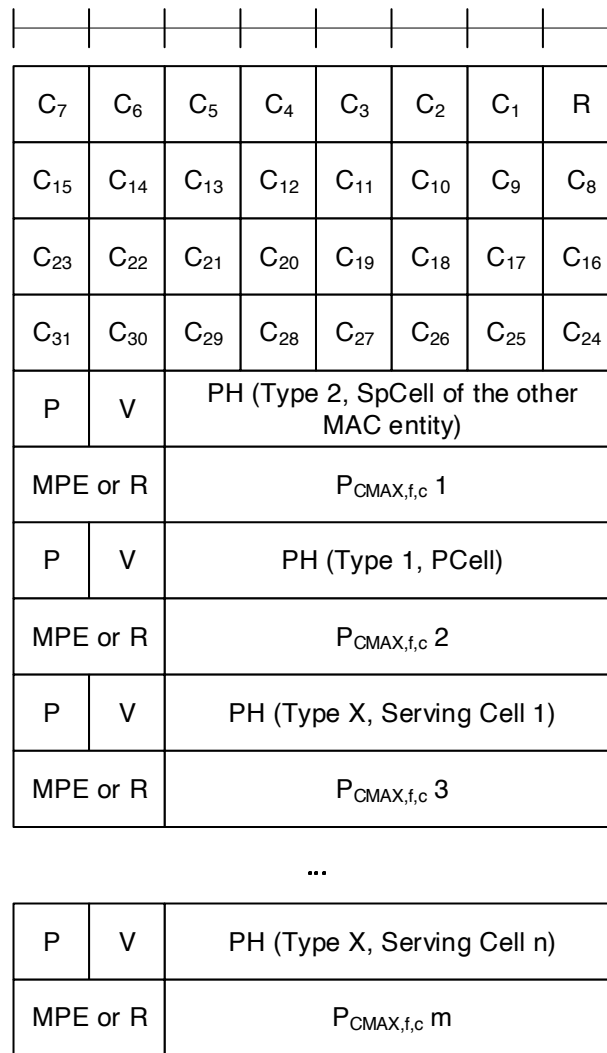 C7 C6 C5 C4 C3 C2 C1 R
C15 C14 C13 C12 C11 C10 C9 C8
C23 C22 C21 C20 C19 C18 C17 C16
C31 C30 C29 C28 C27 C26 C25 C24
P V PH (Type 2, SpCell of the other
MAC entity)
MPE or R PCMAX,f,c 1
P V PH (Type 1, PCell)
MPE or R PCMAX,f,c 2
P V PH (Type X, Serving Cell 1)
MPE or R PCMAX,f,c 3
...
P V PH (Type X, Serving Cell n)
MPE or R PCMAX,f,c m